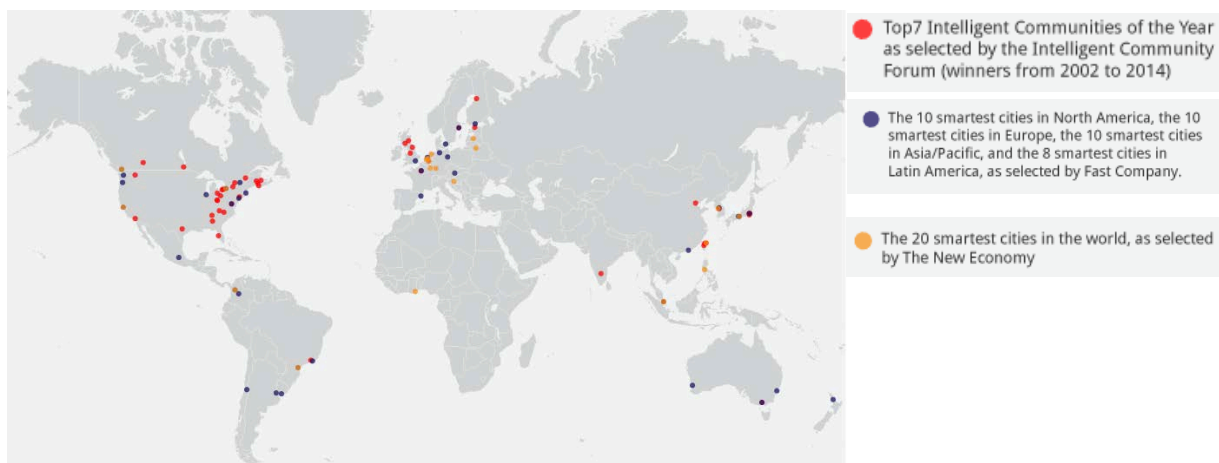 Top7 Intelligent Communities of the Year
as selected by the Intelligent Community
Forum (winners from 2002 to 2014)
The 10 smartest cities in North America, the 10
smartest cities in Europe, the 10 smartest cities
in Asia/Pacific, and the 8 smartest cities in
Latin America, as selected by Fast Company.
The 20 smartest cities in the world, as selected
by The New Economy